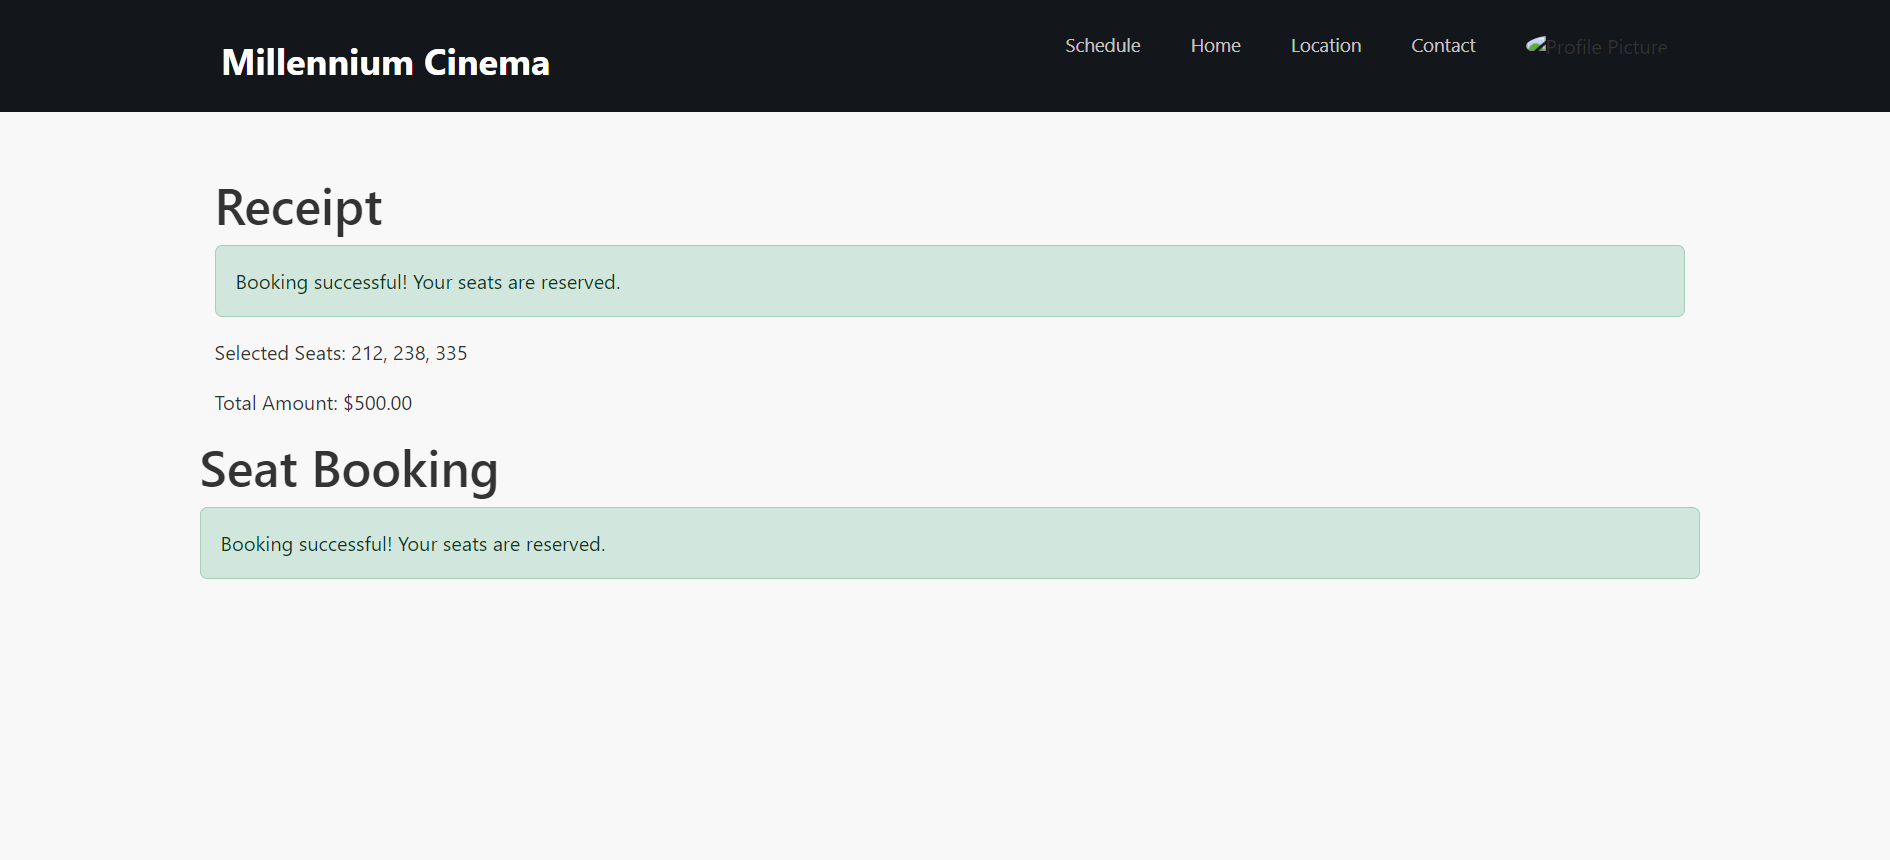 Millennium Cinema
Schedule Home Location Contact Profile Picture
Receipt
Booking successful! Your seats are reserved.
Selected Seats: 212, 238, 335
Total Amount: $500.00
Seat Booking
Booking successful! Your seats are reserved.